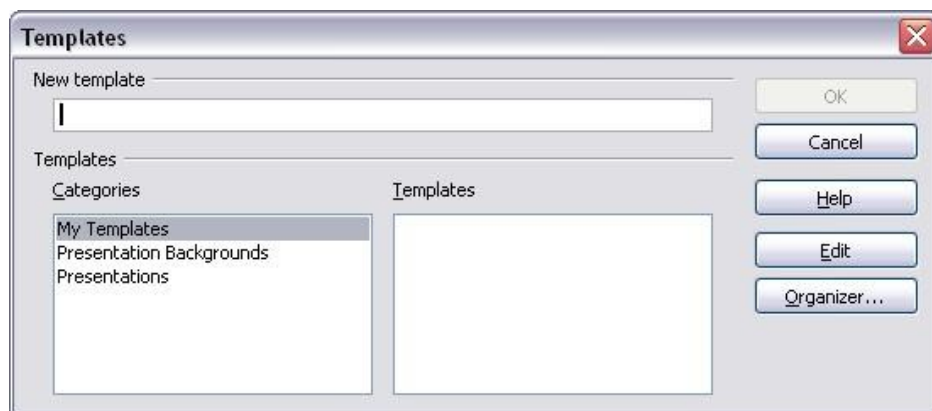 Templates
New template
OK
Cancel
Templates
Categories
Templates
Help
My Templates
Presentation Backgrounds
Presentations
Edit
Organizer...